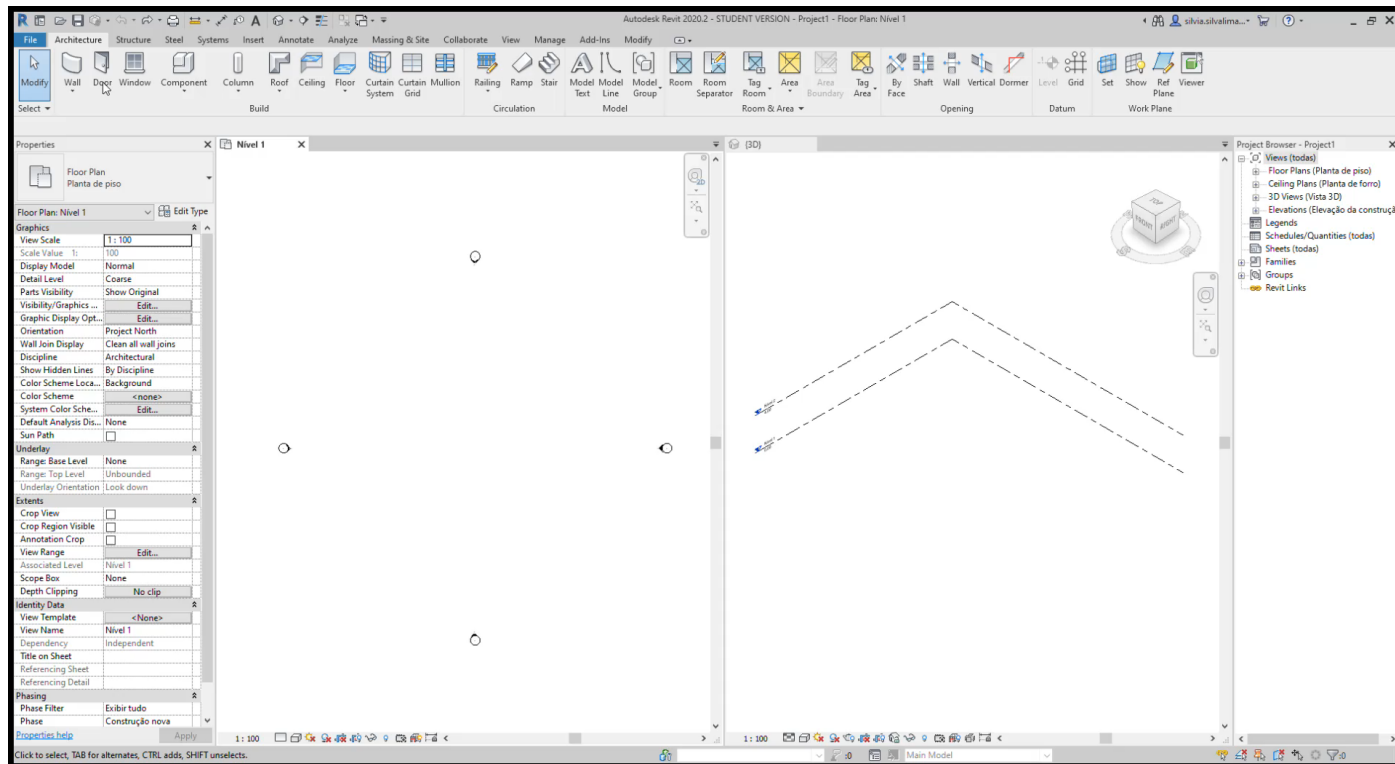 Autodesk Revit 2020.2 - STUDENT VERSION - Project1 - Floor Plan: Nível 1
silvia.silvalima...
File Architecture Structure Steel Systems Insert Annotate Analyze Massing & Site Collaborate View Manage Add-Ins Modify
Modify Wall Door Window Component Column Roof Ceiling Floor Curtain System Curtain Grid Mullion Railing Ramp Stair Model Text Model Line Model Group Room Room Separator Tag Room Area Area Boundary Tag Area By Face Shaft Wall Vertical Dormer Level Grid Set Show Ref Plane Viewer
Select Build Circulation Model Room & Area Opening Datum Work Plane
Properties
Floor Plan
Planta de piso
Floor Plan: Nível 1 Edit Type
Graphics
View Scale 1 : 100
Scale Value 1: 100
Display Model Normal
Detail Level Coarse
Parts Visibility Show Original
Visibility/Graphics ... Edit...
Graphic Display Opt... Edit...
Orientation Project North
Wall Join Display Clean all wall joins
Discipline Architectural
Show Hidden Lines By Discipline
Color Scheme Loca... Background
Color Scheme <none>
System Color Sche... Edit...
Default Analysis Dis... None
Sun Path
Underlay
Range: Base Level None
Range: Top Level Unbounded
Underlay Orientation Look down
Extents
Crop View
Crop Region Visible
Annotation Crop
View Range Edit...
Associated Level Nível 1
Scope Box None
Depth Clipping No clip
Identity Data
View Template <None>
View Name Nível 1
Dependency Independent
Title on Sheet
Referencing Sheet
Referencing Detail
Phasing
Phase Filter Exibir tudo
Phase Construção nova
Properties help Apply
Nível 1
1 : 100
{3D}
TOP
FRONT
RIGHT
1 : 100
Project Browser - Project1
Views (todas)
Floor Plans (Planta de piso)
Ceiling Plans (Planta de forro)
3D Views (Vista 3D)
Elevations (Elevação da construçã
Legends
Schedules/Quantities (todas)
Sheets (todas)
Families
Groups
Revit Links
Click to select, TAB for alternates, CTRL adds, SHIFT unselects.
:0 Main Model :0